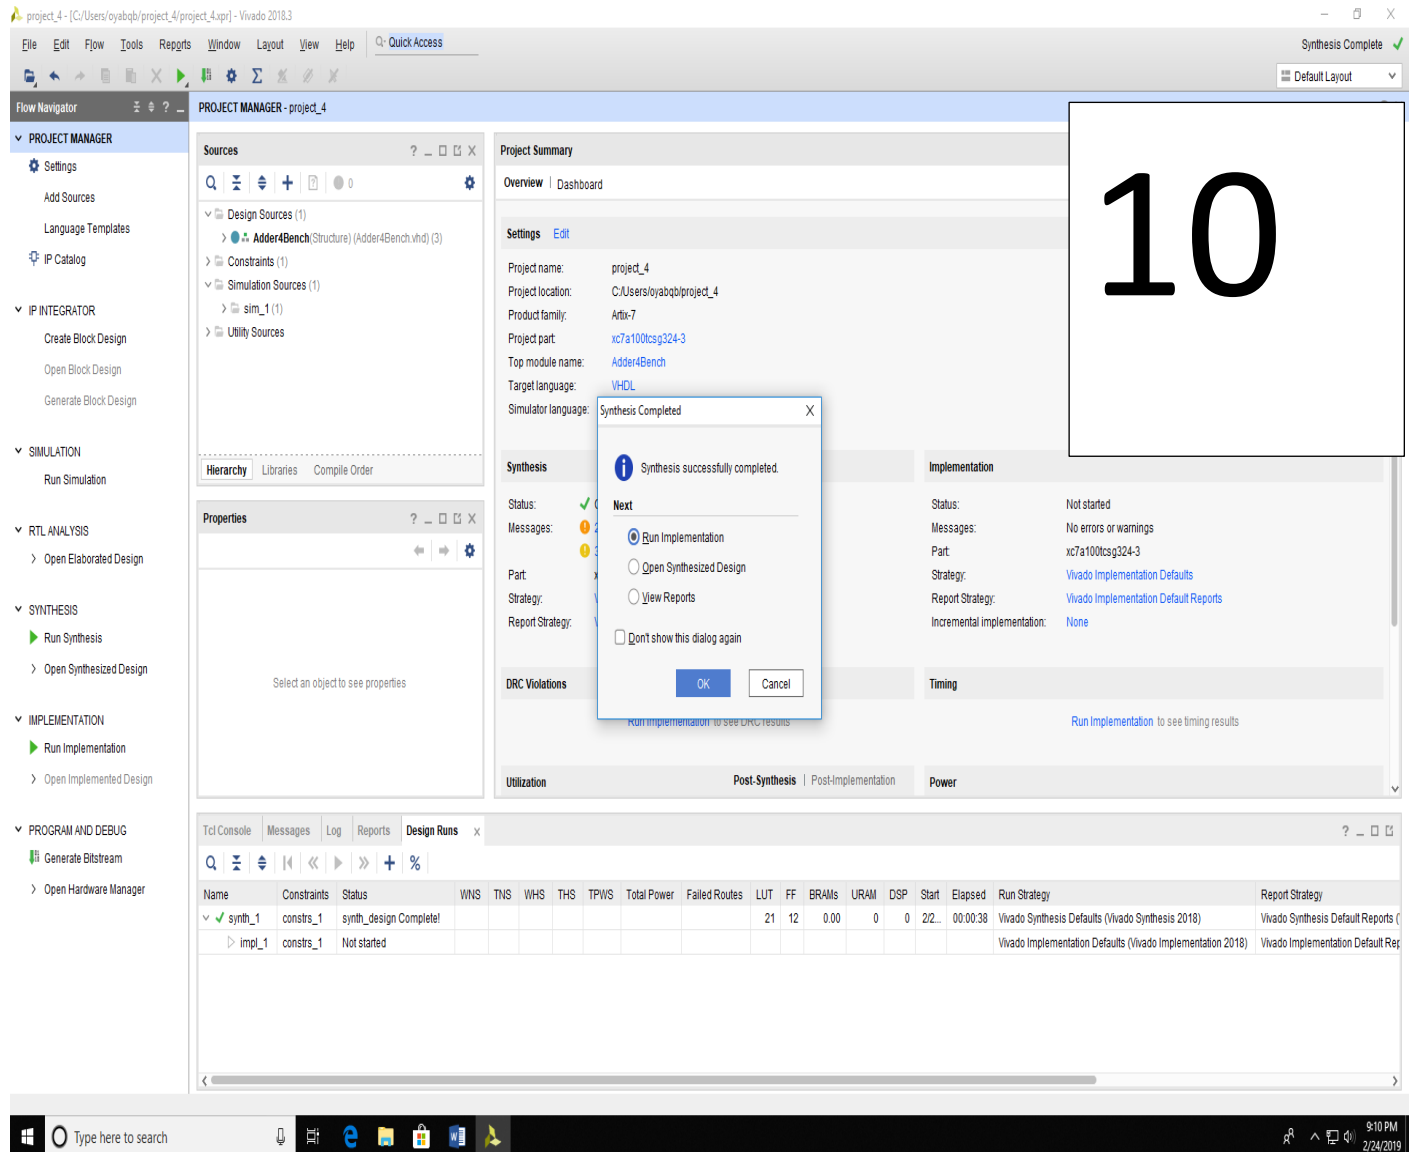 project_4 - [C:/Users/oyabqb/project_4/project_4.xpr] - Vivado 2018.3
File Edit Flow Tools Reports Window Layout View Help Quick Access
Synthesis Complete
Default Layout
Flow Navigator
PROJECT MANAGER - project_4
10
PROJECT MANAGER
Settings
Add Sources
Language Templates
IP Catalog
IP INTEGRATOR
Create Block Design
Open Block Design
Generate Block Design
SIMULATION
Run Simulation
RTL ANALYSIS
Open Elaborated Design
SYNTHESIS
Run Synthesis
Open Synthesized Design
IMPLEMENTATION
Run Implementation
Open Implemented Design
PROGRAM AND DEBUG
Generate Bitstream
Open Hardware Manager
Sources
0
Design Sources (1)
Adder4Bench(Structure) (Adder4Bench.vhd) (3)
Constraints (1)
Simulation Sources (1)
sim_1 (1)
Utility Sources
Hierarchy Libraries Compile Order
Properties
Select an object to see properties
Project Summary
Overview | Dashboard
Settings Edit
Project name: project_4
Project location: C:/Users/oyabqb/project_4
Product family: Artix-7
Project part: xc7a100tcsg324-3
Top module name: Adder4Bench
Target language: VHDL
Simulator language:
Synthesis
Status:
Messages:
Part:
Strategy:
Report Strategy:
Synthesis Completed X
Synthesis successfully completed.
Next
Run Implementation
Open Synthesized Design
View Reports
Don't show this dialog again
OK Cancel
Implementation
Status: Not started
Messages: No errors or warnings
Part: xc7a100tcsg324-3
Strategy: Vivado Implementation Defaults
Report Strategy: Vivado Implementation Default Reports
Incremental implementation: None
DRC Violations
Run Implementation to see DRC results
Timing
Run Implementation to see timing results
Utilization Post-Synthesis | Post-Implementation
Power
Tcl Console Messages Log Reports Design Runs x
Name Constraints Status WNS TNS WHS THS TPWS Total Power Failed Routes LUT FF BRAMs URAM DSP Start Elapsed Run Strategy Report Strategy
synth_1 constrs_1 synth_design Complete! 21 12 0.00 0 0 2/2... 00:00:38 Vivado Synthesis Defaults (Vivado Synthesis 2018) Vivado Synthesis Default Reports (
impl_1 constrs_1 Not started Vivado Implementation Defaults (Vivado Implementation 2018) Vivado Implementation Default Rep
Type here to search
9:10 PM
2/24/2019